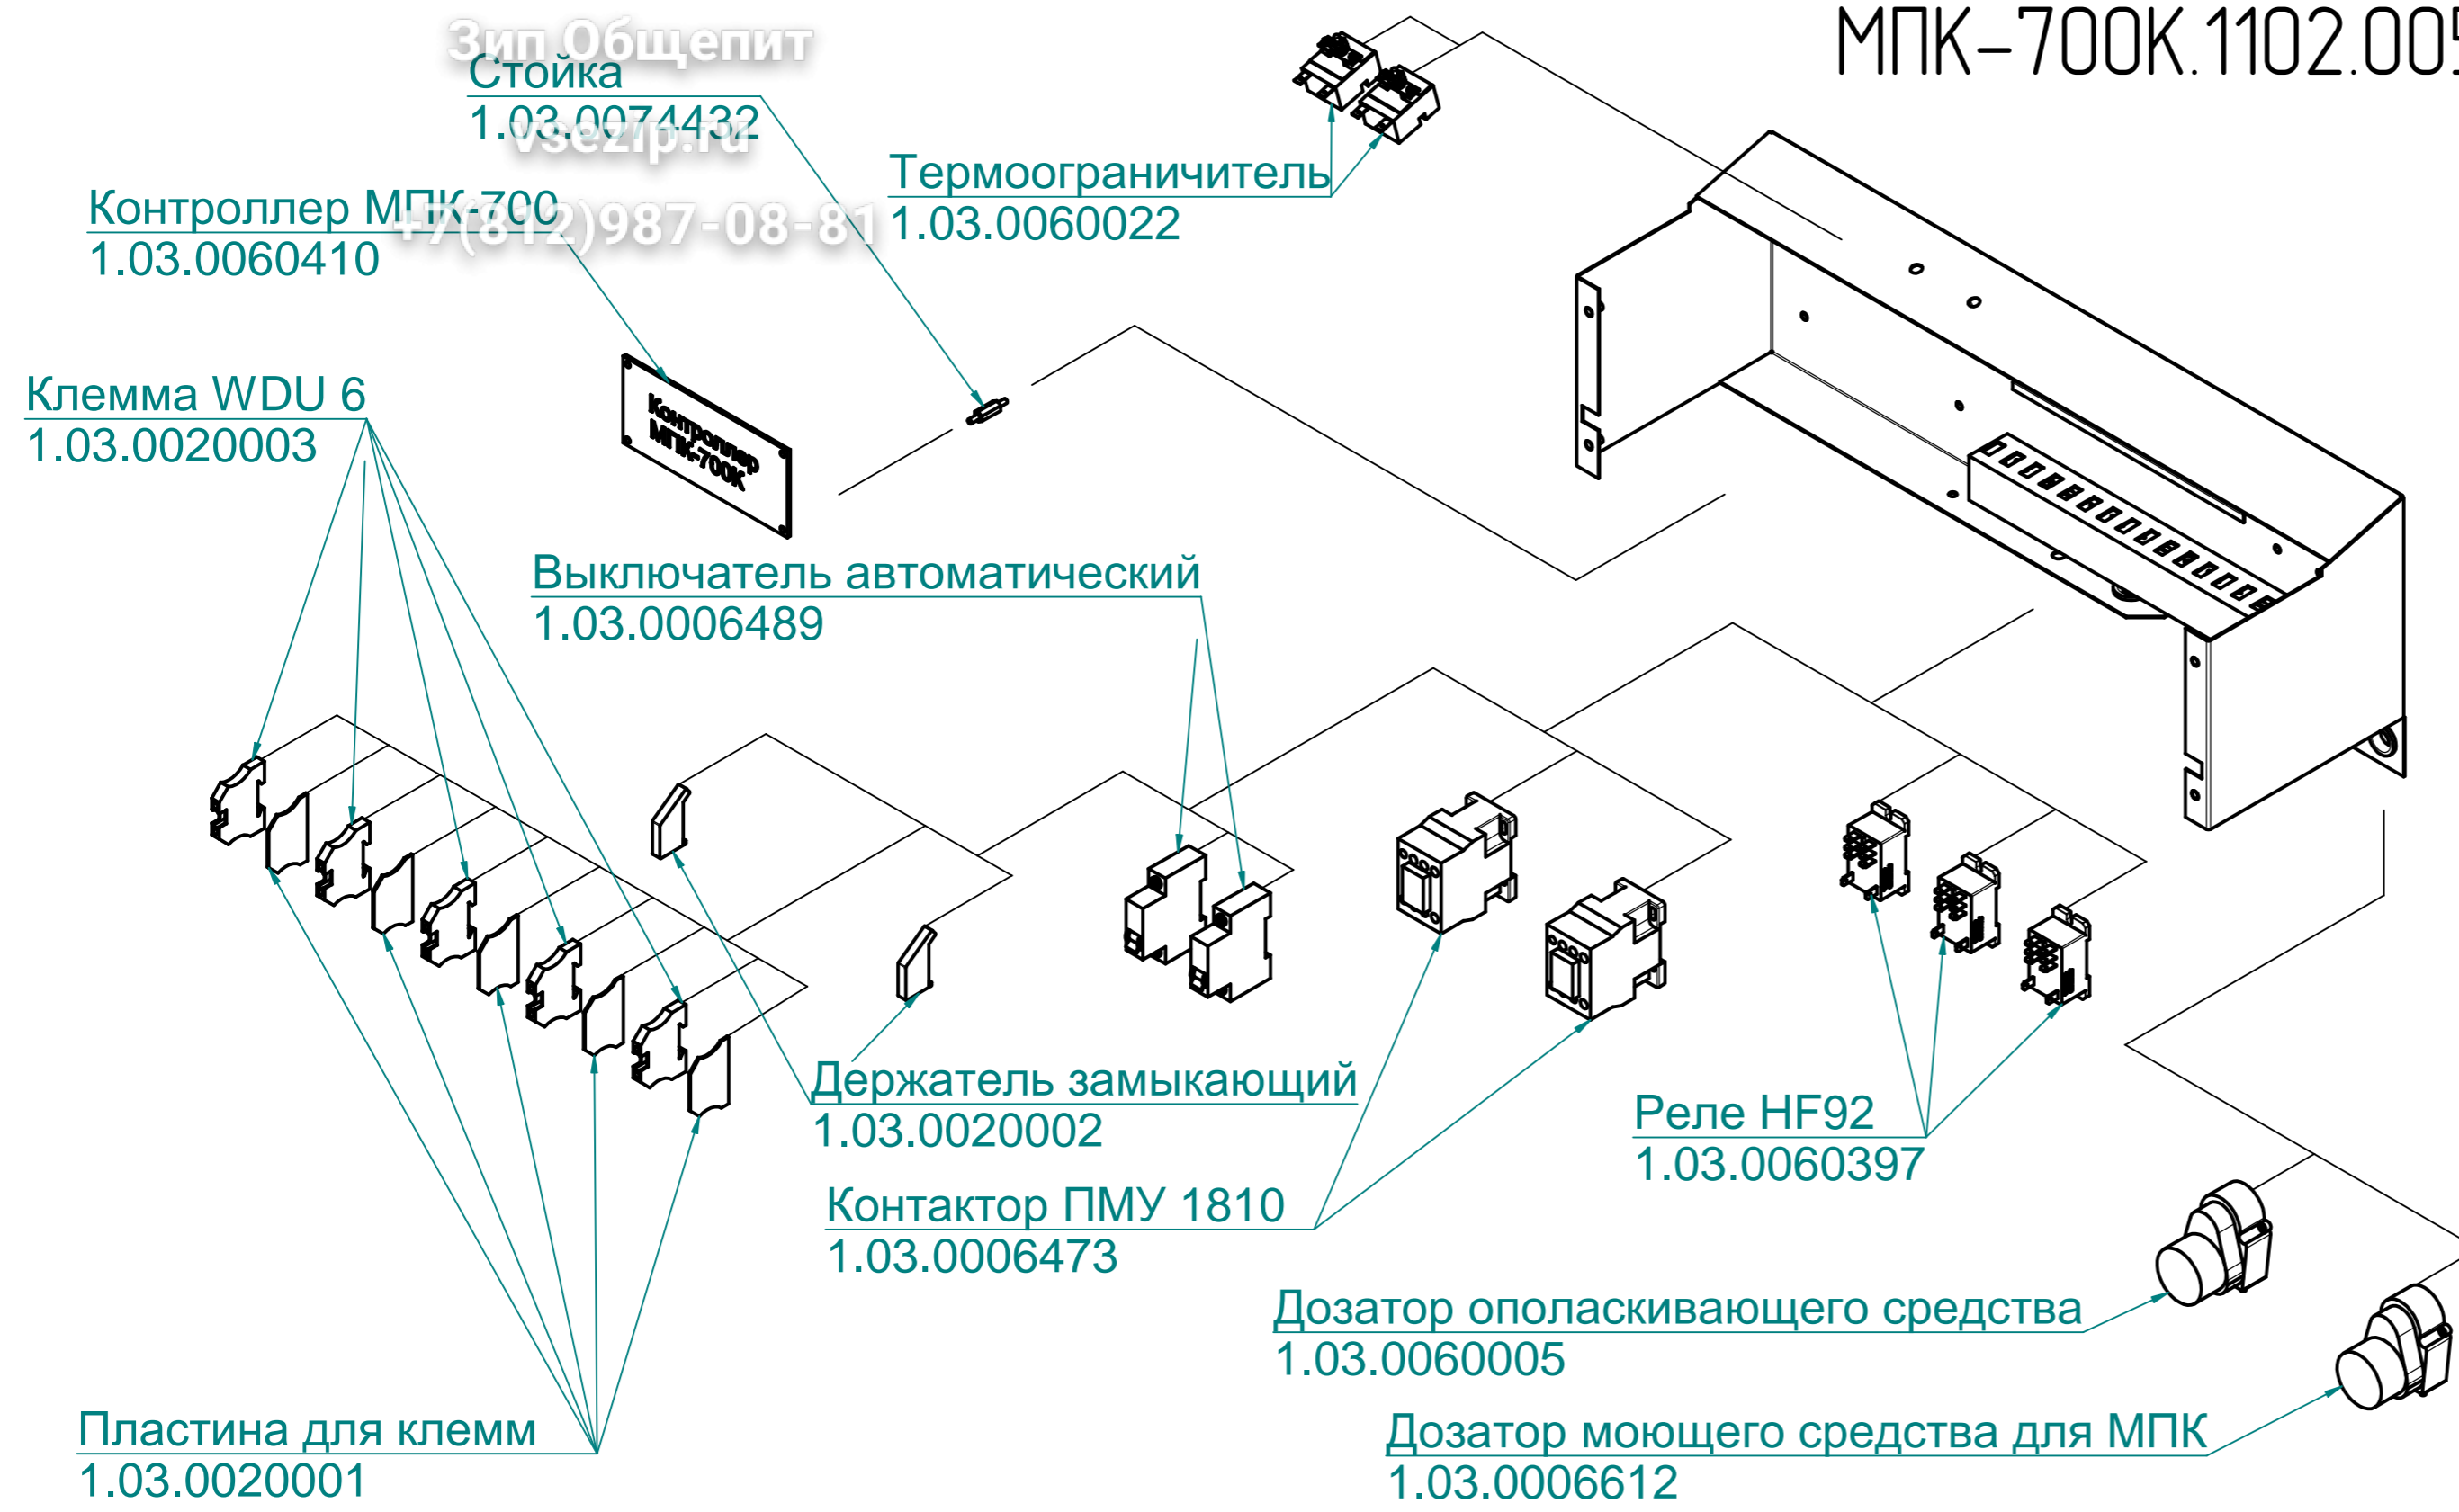 Зип Общепит
МПК-700К.1102.005
Стойка
1.03.0074432
vsezip.ru
Термоограничитель
1.03.0060022
Контроллер МПК-700
1.03.0060410
+7(812)987-08-81
Клемма WDU 6
1.03.0020003
Контроллер
МПК-700К
Выключатель автоматический
1.03.0006489
Держатель замыкающий
1.03.0020002
Реле HF92
1.03.0060397
Контактор ПМУ 1810
1.03.0006473
Дозатор ополаскивающего средства
1.03.0060005
Дозатор моющего средства для МПК
1.03.0006612
Пластина для клемм
1.03.0020001